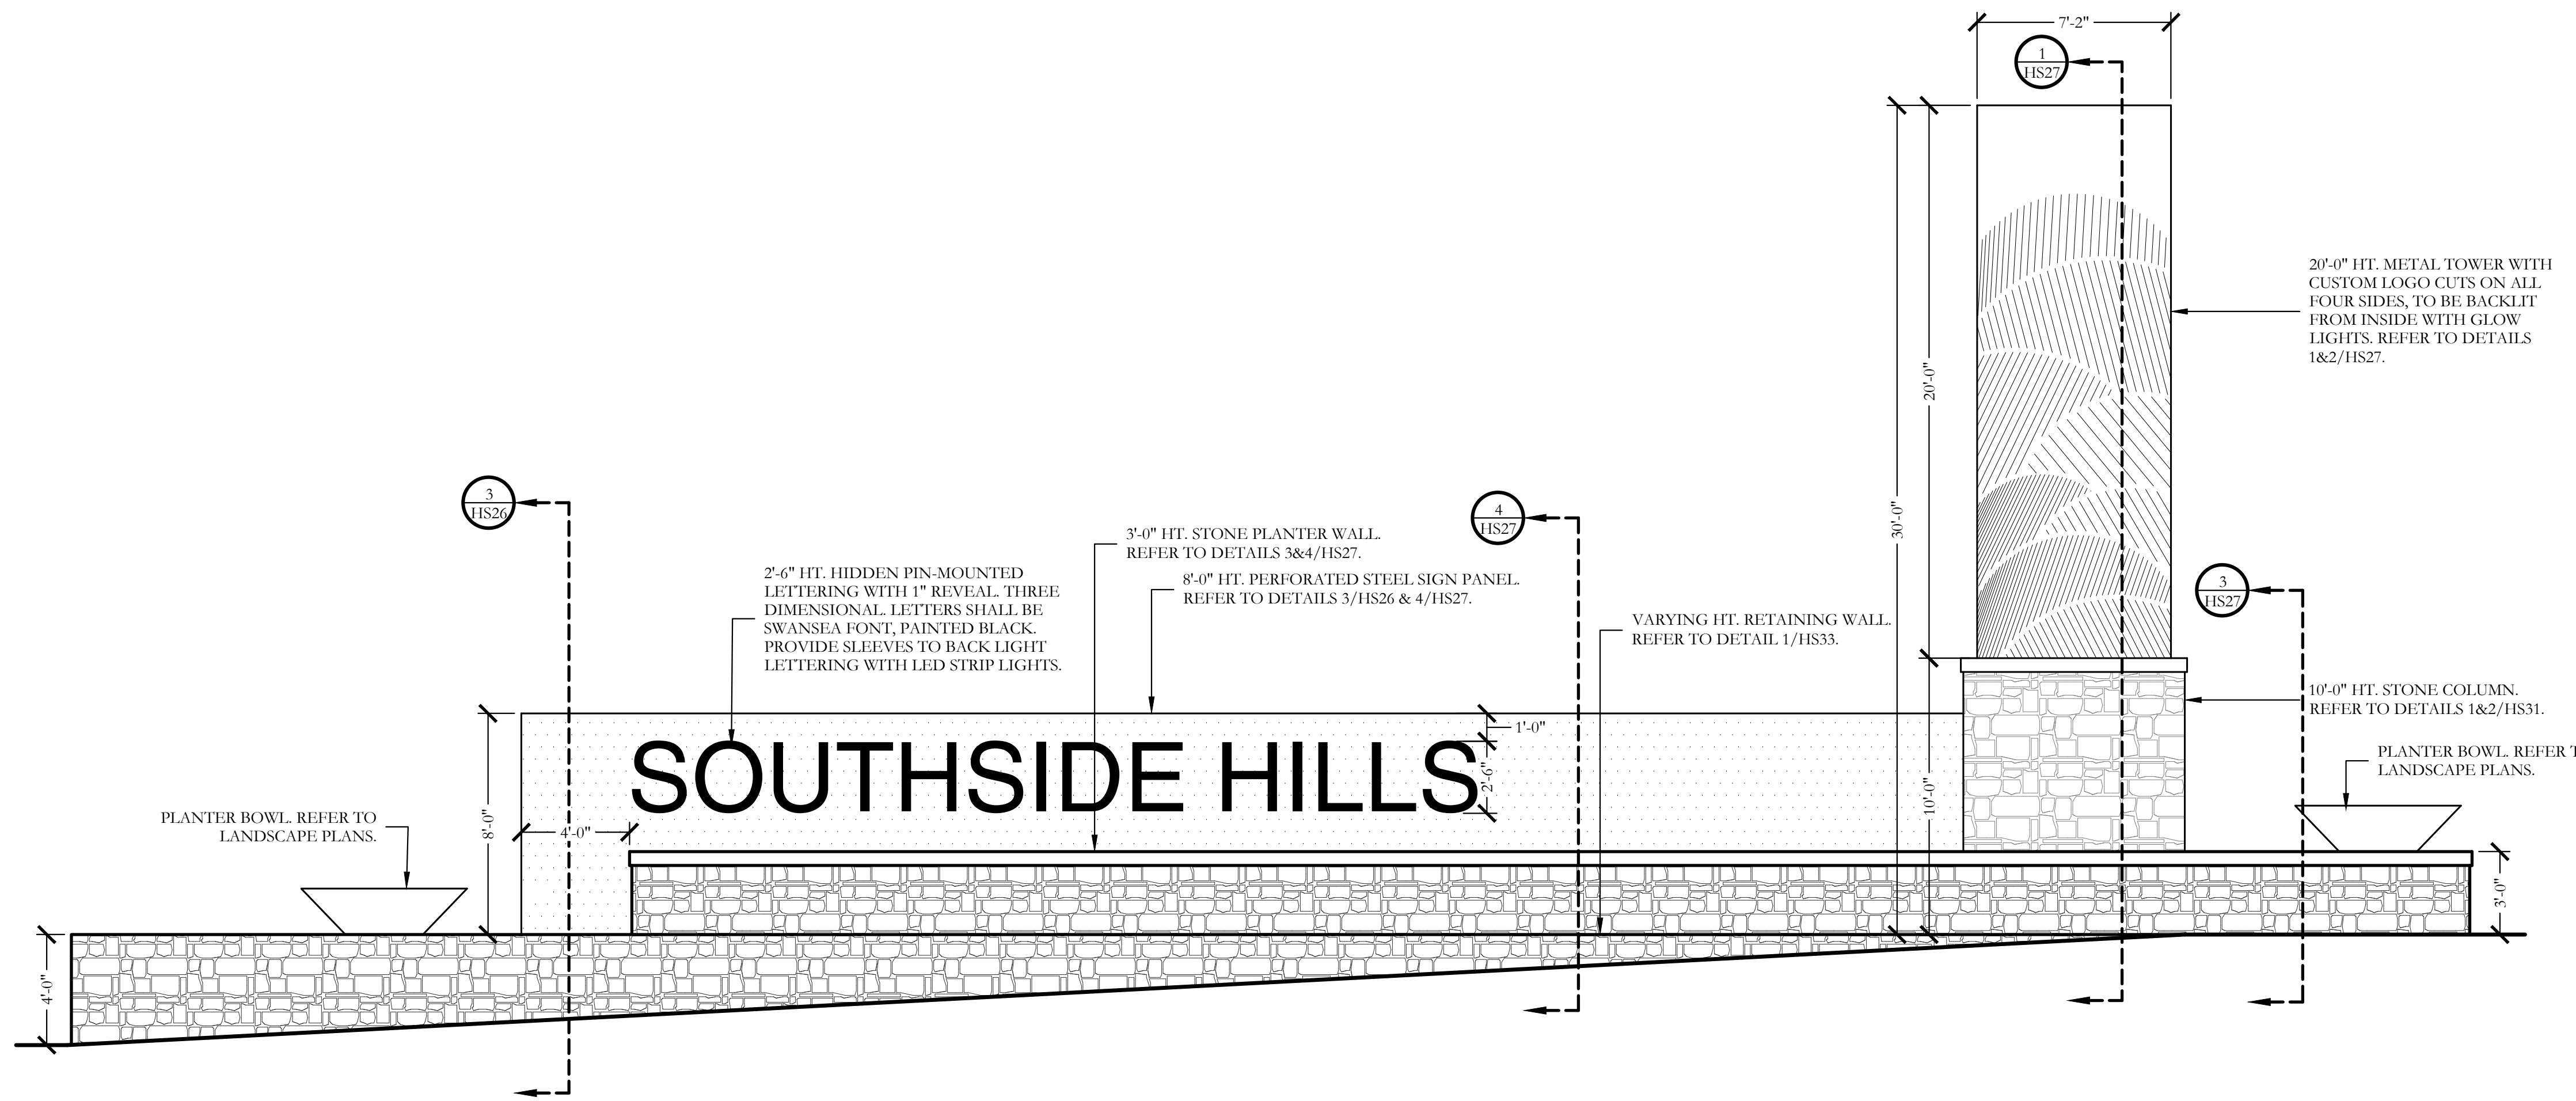 7'-2"
1
HS27
20'-0" HT. METAL TOWER WITH
CUSTOM LOGO CUTS ON ALL
FOUR SIDES, TO BE BACKLIT
FROM INSIDE WITH GLOW
LIGHTS. REFER TO DETAILS
1&2/HS27.
20'-0"
30'-0"
3
HS26
4
HS27
3'-0" HT. STONE PLANTER WALL.
REFER TO DETAILS 3&4/HS27.
2'-6" HT. HIDDEN PIN-MOUNTED
LETTERING WITH 1" REVEAL. THREE
DIMENSIONAL. LETTERS SHALL BE
SWANSEA FONT, PAINTED BLACK.
PROVIDE SLEEVES TO BACK LIGHT
LETTERING WITH LED STRIP LIGHTS.
8'-0" HT. PERFORATED STEEL SIGN PANEL.
REFER TO DETAILS 3/HS26 & 4/HS27.
3
HS27
VARYING HT. RETAINING WALL.
REFER TO DETAIL 1/HS33.
10'-0" HT. STONE COLUMN.
REFER TO DETAILS 1&2/HS31.
1'-0"
SOUTHSIDE HILLS
2'-6"
PLANTER BOWL. REFER T
LANDSCAPE PLANS.
10'-0"
PLANTER BOWL. REFER TO
LANDSCAPE PLANS.
8'-0"
4'-0"
3'-0"
4'-0"